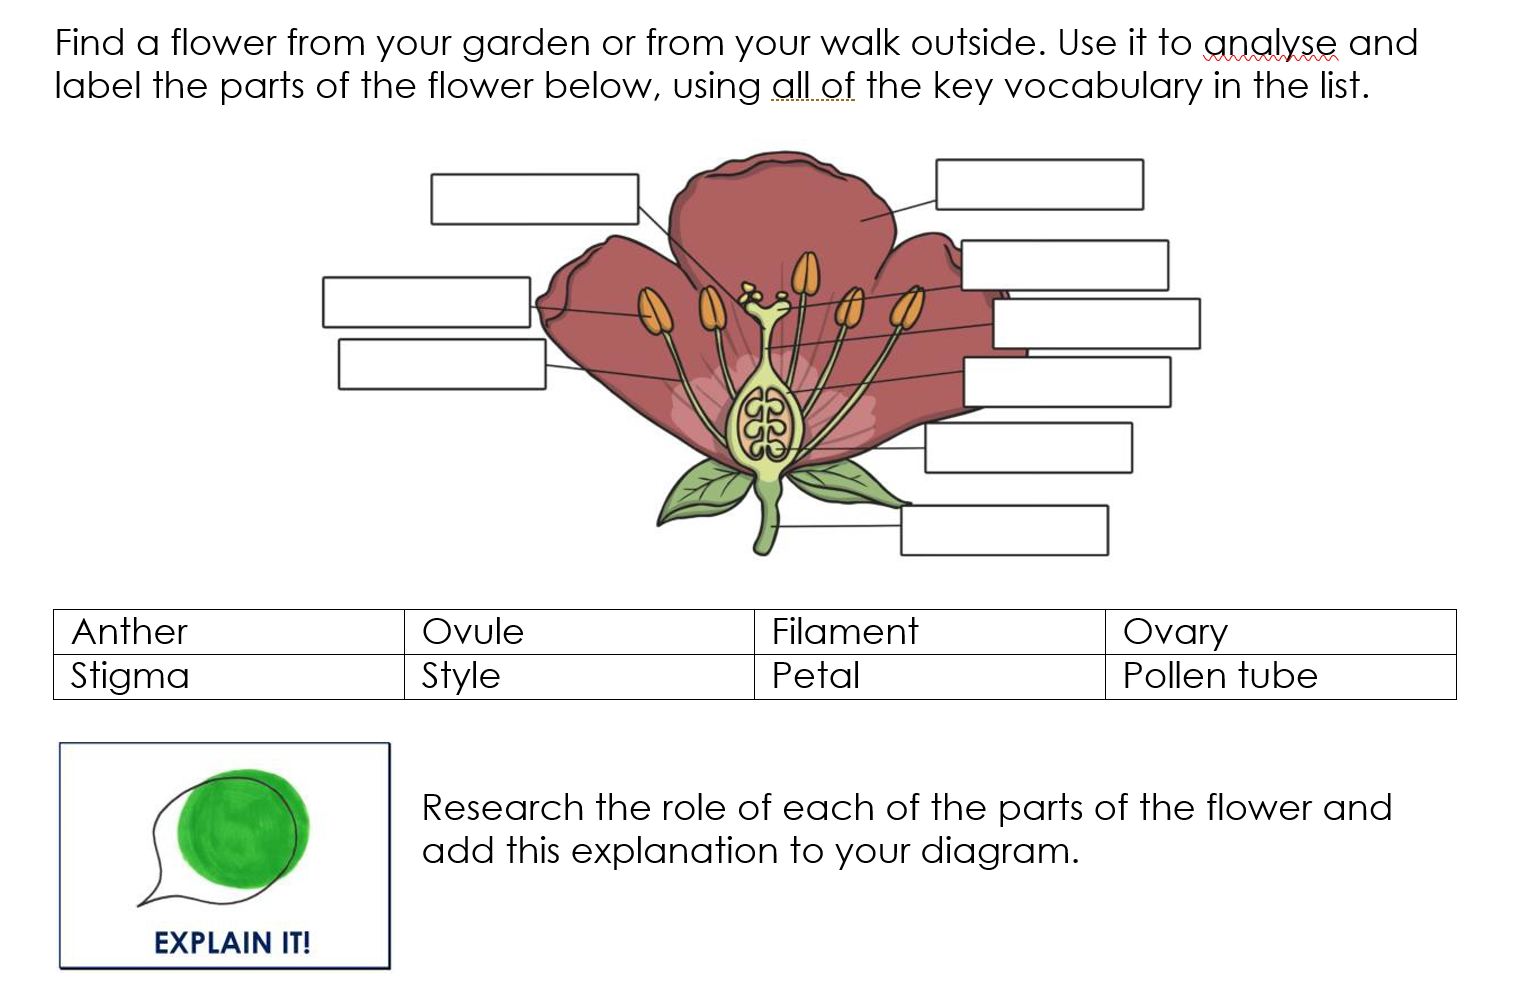 Find a flower from your garden or from your walk outside. Use it to analyse and
label the parts of the flower below, using all of the key vocabulary in the list.
Anther Ovule Filament Ovary
Stigma Style Petal Pollen tube
Research the role of each of the parts of the flower and
add this explanation to your diagram.
EXPLAIN IT!